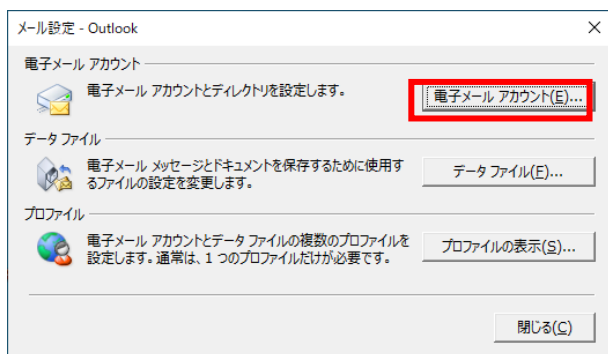 メール設定 - Outlook
電子メール アカウント
電子メール アカウントとディレクトリを設定します。
電子メール アカウント(E)...
データ ファイル
電子メール メッセージとドキュメントを保存するために使用す
るファイルの設定を変更します。
データ ファイル(F)...
プロファイル
電子メール アカウントとデータ ファイルの複数のプロファイルを
設定します。通常は、1 つのプロファイルだけが必要です。
プロファイルの表示(S)...
閉じる(C)